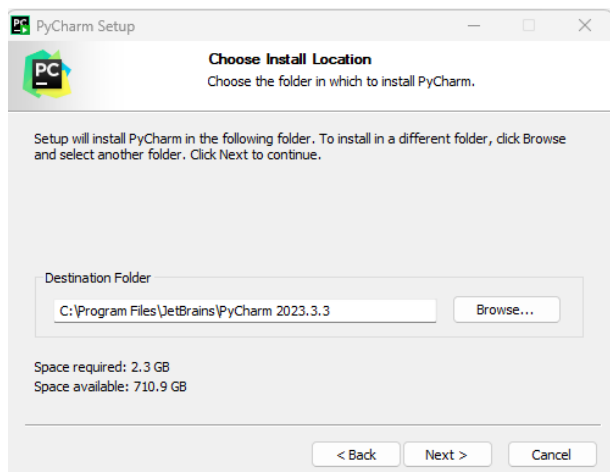 PC PyCharm Setup
PC
Choose Install Location
Choose the folder in which to install PyCharm.
Setup will install PyCharm in the following folder. To install in a different folder, click Browse
and select another folder. Click Next to continue.
Destination Folder
C:\Program Files\JetBrains\PyCharm 2023.3.3
Browse...
Space required: 2.3 GB
Space available: 710.9 GB
< Back Next > Cancel